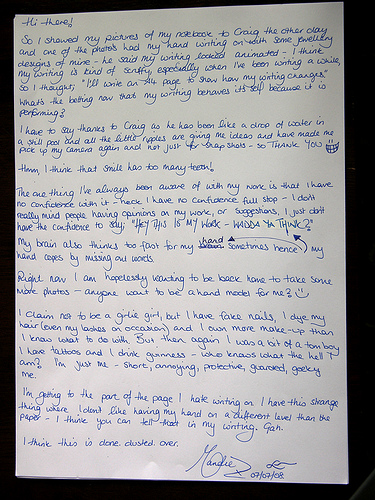 Hi there!
So I showed my pictures of my notebook to Craig the other day
and one of the photos had my hand writing on with some jewellery
designs of mine - he said my writing looked animated - I think
my writing is kind of scruffy, especially when I've been writing a while,
So I thought, "I'll write an A4 page to show how my writing changes"
Whats the betting now that my writing behaves its self because it is
performing?
I have to say thanks to Craig as he has been like a drop of water in
a still pool and all the little ripples are giving me ideas and have made me
pick up my camera again and not just for snap shots - so THANK YOU
Hmm, I think that smile has too many teeth!
The one thing I've always been aware of with my work is that I have
no confidence with it - heck I have no confidence full stop - I don't
really mind people having opinions on my work, or suggestions, I just don't
have the confidence to say; "HEY THIS IS MY WORK - WADDA YA THINK?"
My brain also thinks too fast for my hand sometimes hence my
hand copes by missing out words
Right now I am hopelessly wanting to be back home to take some
more photos - anyone want to be a hand model for me? :)
I claim not to be a girlie girl, but I have fake nails, I dye my
hair (even my lashes on occasion) and I own more make-up than
I know what to do with. But then again I was a bit of a tom boy
I have tattoos and I drink guinness - who knows what the hell I
am? I'm just me - short, annoying, protective, guarded, geeky
me.
I'm getting to the part of the page I hate writing on I have this strange
thing where I dont like having my hand on a different level than the
paper - I think you can tell that in my writing. Gah.
I think this is done. dusted. over.
Mandie
07/07/08